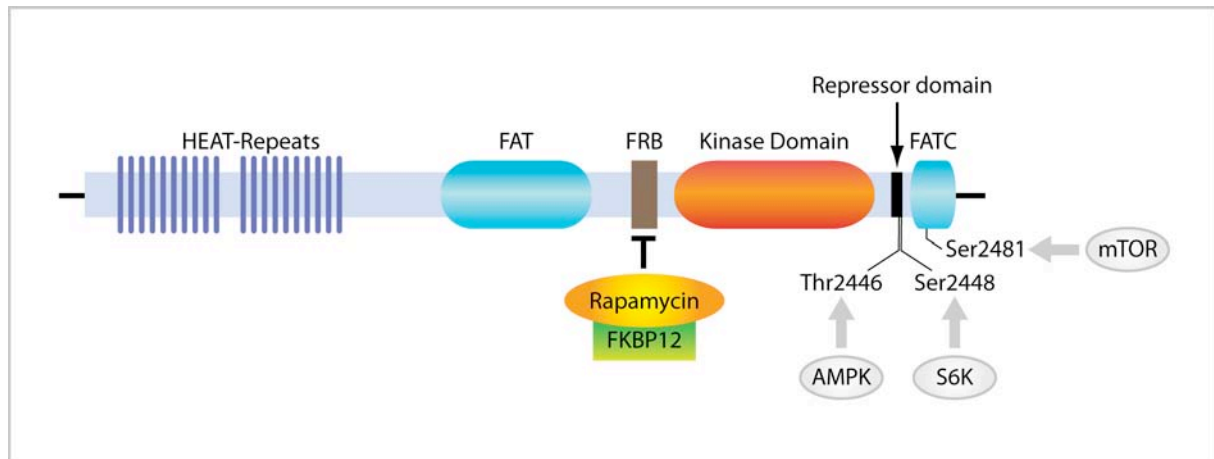 Repressor domain
HEAT-Repeats
FAT
FRB
Kinase Domain
FATC
Ser2481
mTOR
Thr2446
Ser2448
Rapamycin
FKBP12
AMPK
S6K